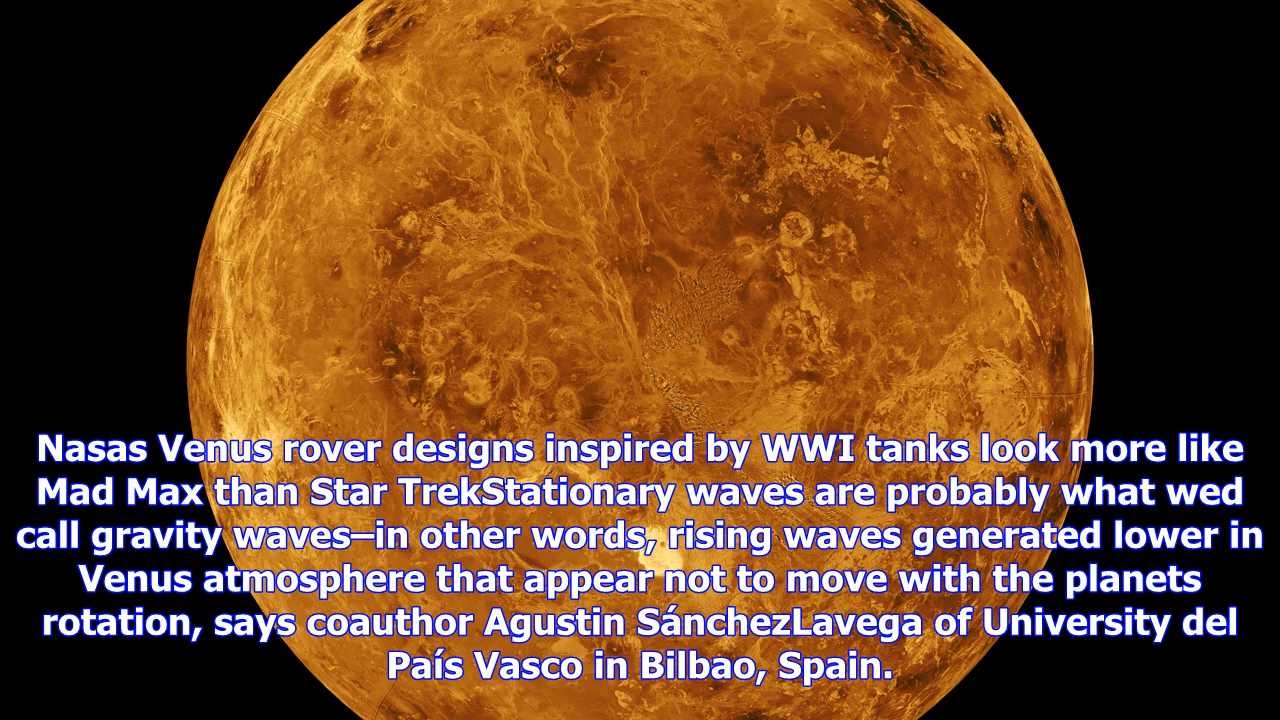 Nasas Venus rover designs inspired by WWI tanks look more like
Mad Max than Star TrekStationary waves are probably what wed
call gravity waves—in other words, rising waves generated lower in
Venus atmosphere that appear not to move with the planets
rotation, says coauthor Agustin SánchezLavega of University del
País Vasco in Bilbao, Spain.